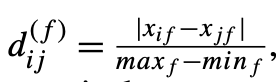 d_{ij}^{(f)} = \frac{|x_{if} - x_{jf}|}{max_f - min_f},